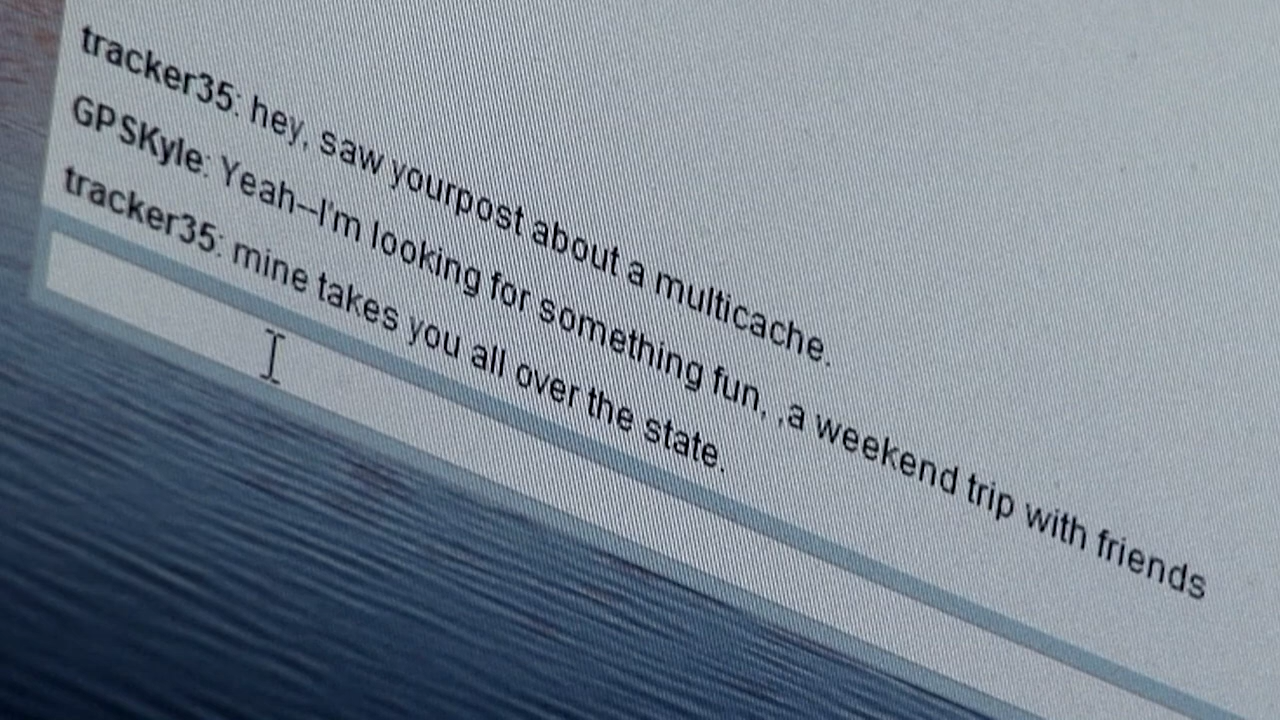 tracker35: hey, saw yourpost about a multicache.
GPSKyle: Yeah--I'm looking for something fun, ,a weekend trip with friends
tracker35: mine takes you all over the state.